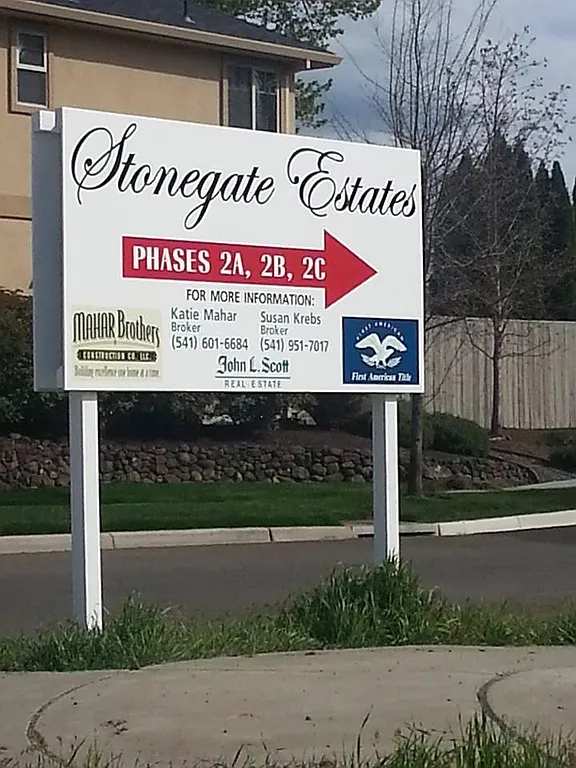 Stonegate Estates
PHASES 2A, 2B, 2C
FOR MORE INFORMATION:
Katie Mahar
Broker
(541) 601-6684
Susan Krebs
Broker
(541) 951-7017
MAHAR Brothers
CONSTRUCTION CO. LLC.
Building excellence one home at a time.
John L. Scott
REAL ESTATE
FIRST AMERICAN
First American Title